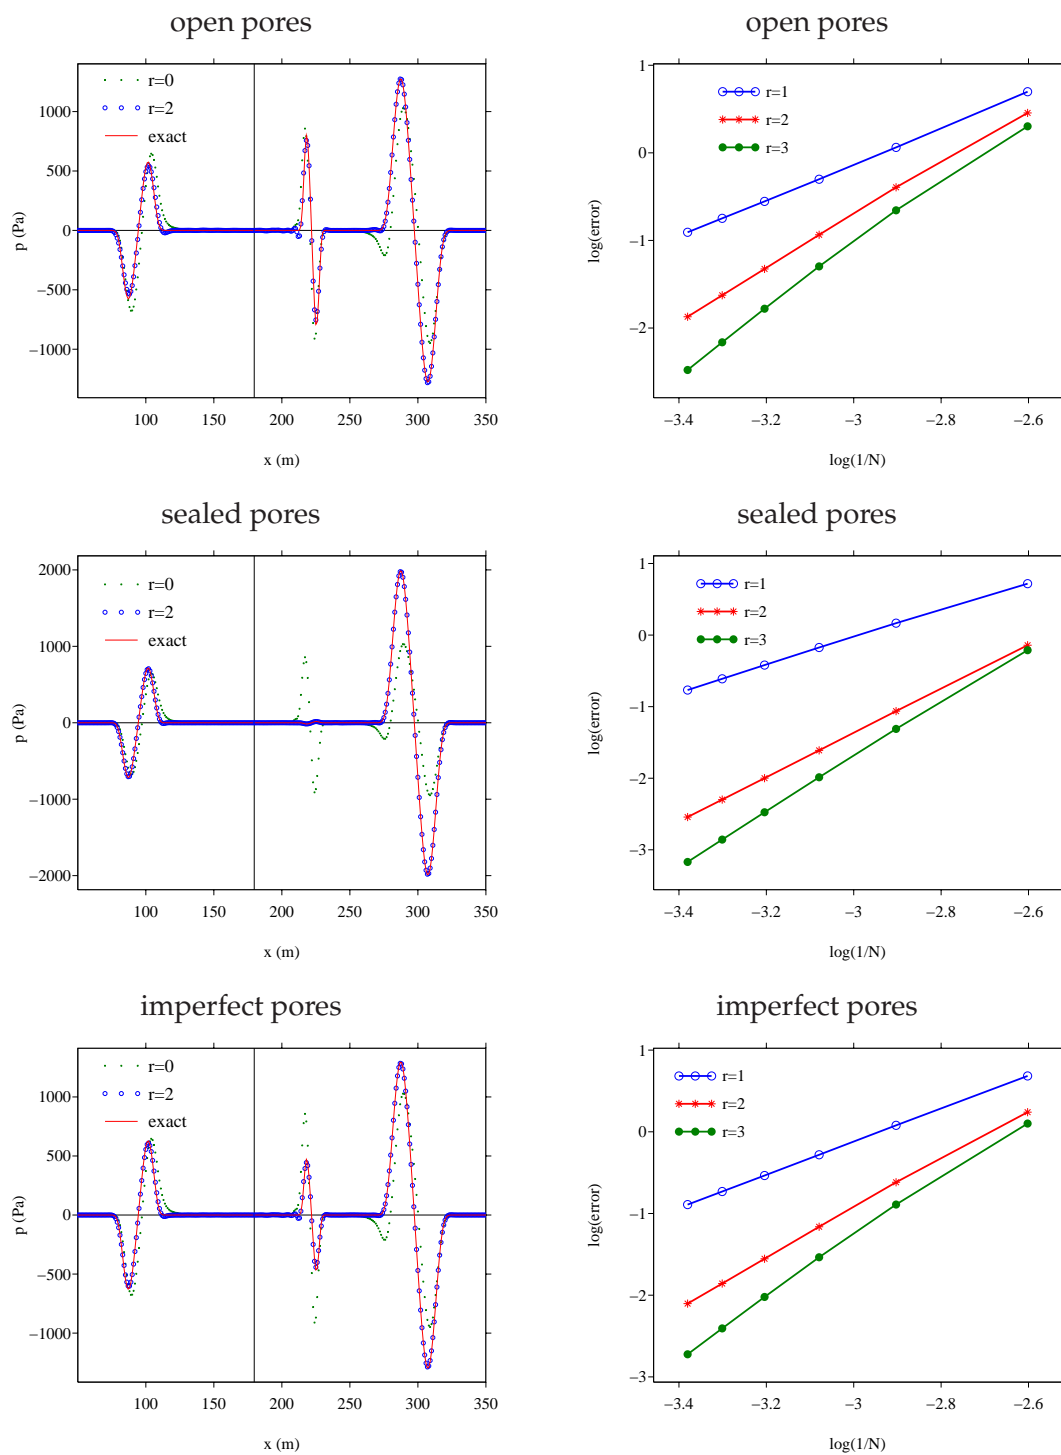 open pores
r=0
r=2
exact
1000
500
0
−500
−1000
p (Pa)
100
150
200
250
300
350
x (m)
open pores
r=1
r=2
r=3
1
0
−1
−2
log(error)
−3.4
−3.2
−3
−2.8
−2.6
log(1/N)
sealed pores
r=0
r=2
exact
2000
1000
0
−1000
−2000
p (Pa)
100
150
200
250
300
350
x (m)
sealed pores
r=1
r=2
r=3
1
0
−1
−2
−3
log(error)
−3.4
−3.2
−3
−2.8
−2.6
log(1/N)
imperfect pores
r=0
r=2
exact
1000
500
0
−500
−1000
p (Pa)
100
150
200
250
300
350
x (m)
imperfect pores
r=1
r=2
r=3
1
0
−1
−2
−3
log(error)
−3.4
−3.2
−3
−2.8
−2.6
log(1/N)